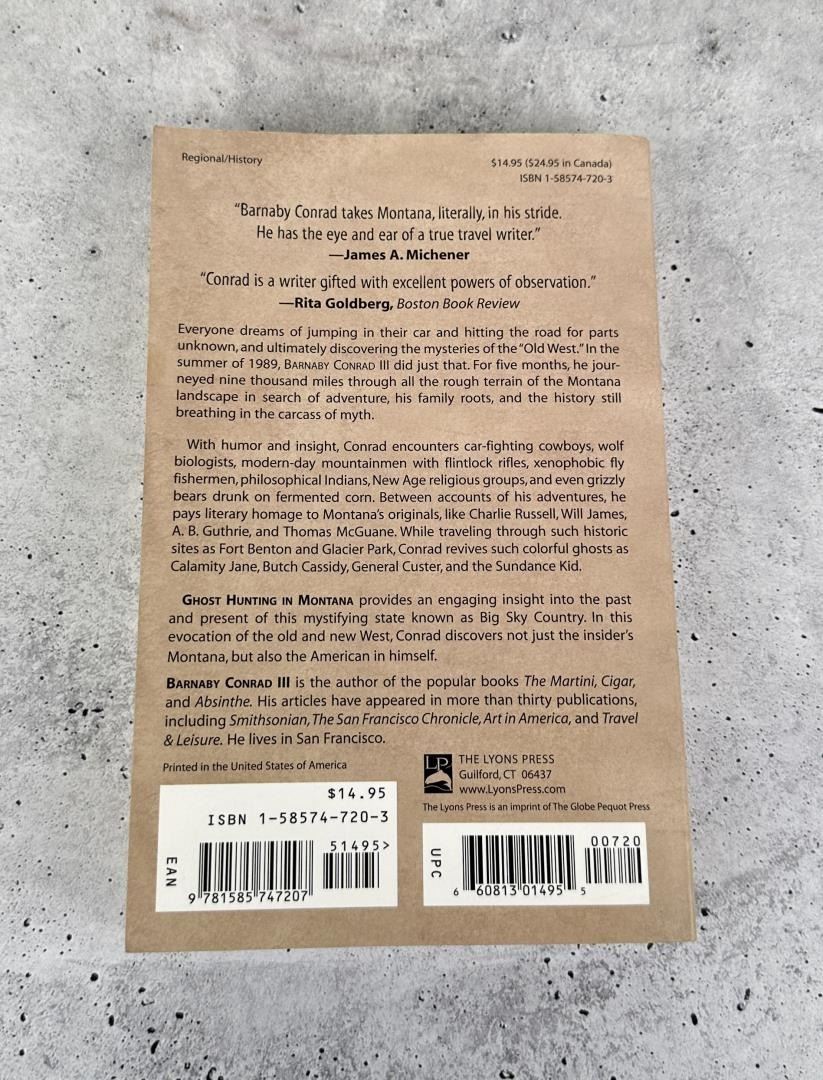 Regional/History
$14.95 ($24.95 in Canada)
ISBN 1-58574-720-3
“Barnaby Conrad takes Montana, literally, in his stride.
He has the eye and ear of a true travel writer.”
—James A. Michener
“Conrad is a writer gifted with excellent powers of observation.”
—Rita Goldberg, Boston Book Review
Everyone dreams of jumping in their car and hitting the road for parts
unknown, and ultimately discovering the mysteries of the “Old West.” In the
summer of 1989, BARNABY CONRAD III did just that. For five months, he jour-
neyed nine thousand miles through all the rough terrain of the Montana
landscape in search of adventure, his family roots, and the history still
breathing in the carcass of myth.
With humor and insight, Conrad encounters car-fighting cowboys, wolf
biologists, modern-day mountainmen with flintlock rifles, xenophobic fly
fishermen, philosophical Indians, New Age religious groups, and even grizzly
bears drunk on fermented corn. Between accounts of his adventures, he
pays literary homage to Montana’s originals, like Charlie Russell, Will James,
A. B. Guthrie, and Thomas McGuane. While traveling through such historic
sites as Fort Benton and Glacier Park, Conrad revives such colorful ghosts as
Calamity Jane, Butch Cassidy, General Custer, and the Sundance Kid.
GHOST HUNTING IN MONTANA provides an engaging insight into the past
and present of this mystifying state known as Big Sky Country. In this
evocation of the old and new West, Conrad discovers not just the insider’s
Montana, but also the American in himself.
BARNABY CONRAD III is the author of the popular books The Martini, Cigar,
and Absinthe. His articles have appeared in more than thirty publications,
including Smithsonian, The San Francisco Chronicle, Art in America, and Travel
& Leisure. He lives in San Francisco.
Printed in the United States of America
LP
THE LYONS PRESS
Guilford, CT 06437
www.LyonsPress.com
The Lyons Press is an imprint of The Globe Pequot Press
$14.95
ISBN 1-58574-720-3
51495>
EAN
9 781585 747207
UPC
00720
6 60813 01495 5